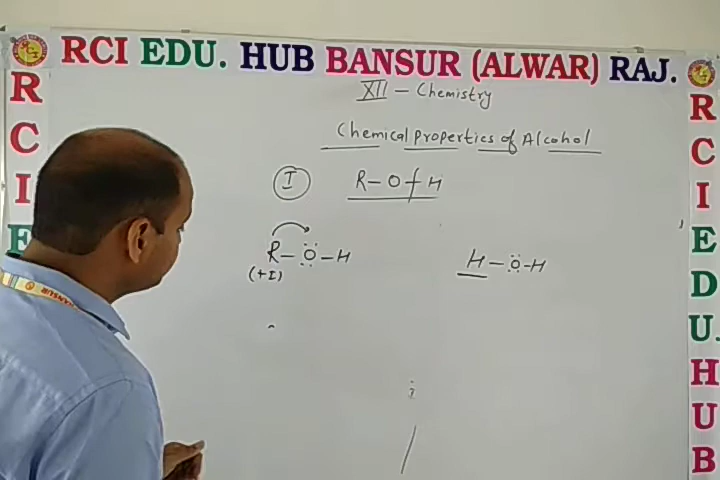 RCI EDU. HUB BANSUR (ALWAR) RAJ.
XII - Chemistry
Chemical properties of Alcohol
I R-O-H
R-O-H H-O-H
(+I)
R
C
I
E
R
C
I
E
D
U.
H
U
B